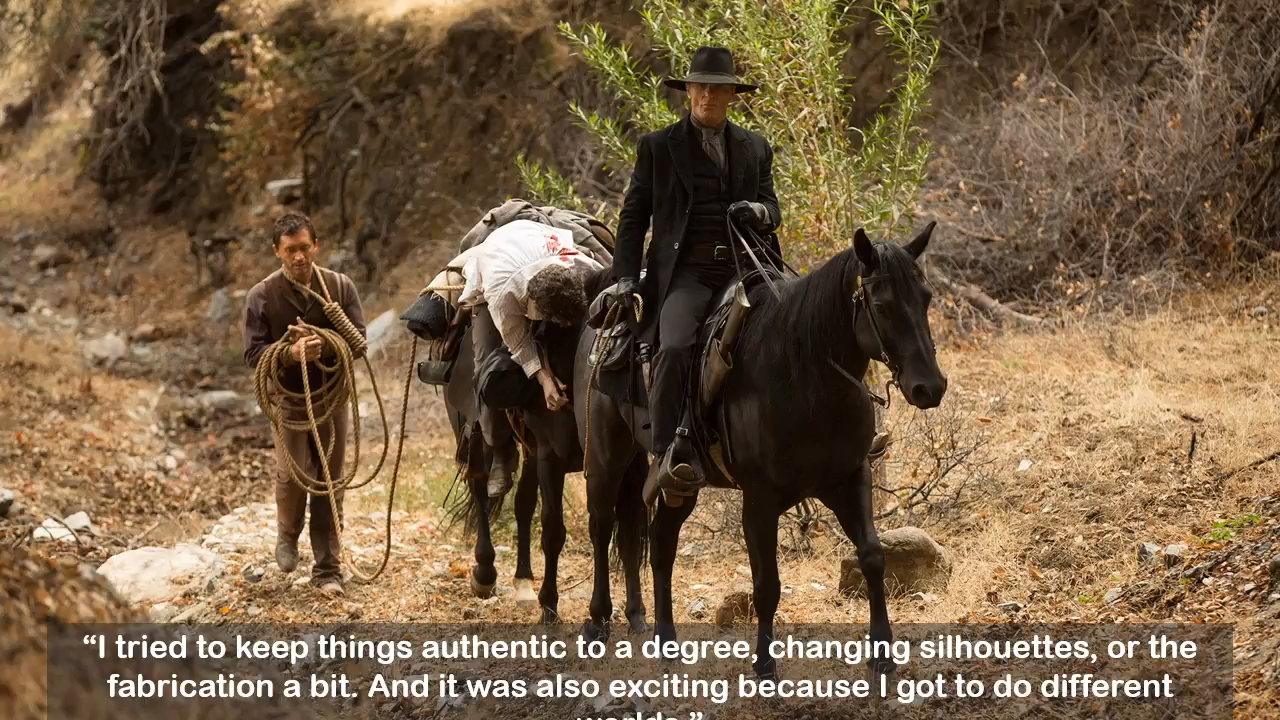 “I tried to keep things authentic to a degree, changing silhouettes, or the
fabrication a bit. And it was also exciting because I got to do different
worlds.”